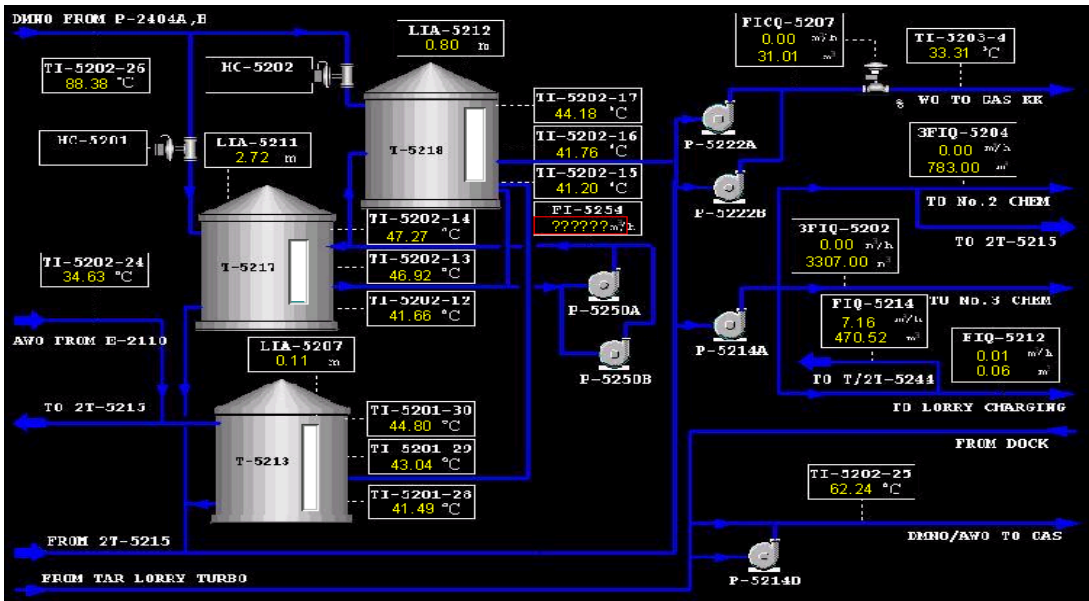 DMNO FROM P-2404A,B
LIA-5212
0.80 m
FICQ-5207
0.00 m³/h
31.01 m³
TI-5203-4
33.31 °C
TI-5202-26
88.38 °C
HC-5202
TI-5202-17
44.18 °C
% WO TO GAS KK
HC-5201
LIA-5211
2.72 m
T-5218
TI-5202-16
41.76 °C
P-5222A
3FIQ-5204
0.00 m³/h
783.00 m³
TI-5202-15
41.20 °C
P-5222B
TO No.2 CHEM
FI-5254
??????m³/h
TI-5202-14
47.27 °C
3FIQ-5202
0.00 m³/h
3307.00 m³
TO 2T-5215
TI-5202-24
34.63 °C
T-5217
TI-5202-13
46.92 °C
P-5250A
TI-5202-12
41.66 °C
TO No.3 CHEM
FIQ-5214
7.16 m³/h
470.52 m³
AWO FROM E-2110
LIA-5207
0.11 m
P-5214A
FIQ-5212
0.01 m³/h
0.06 m³
P-5250B
TO T/2T-5244
TO 2T-5215
TI-5201-30
44.80 °C
TO LORRY CHARGING
FROM DOCK
T-5213
TI 5201 29
43.04 °C
TI-5202-25
62.24 °C
TI-5201-28
41.49 °C
FROM 2T-5215
DMNO/AWO TO GAS
FROM TAR LORRY TURBO
P-5214D